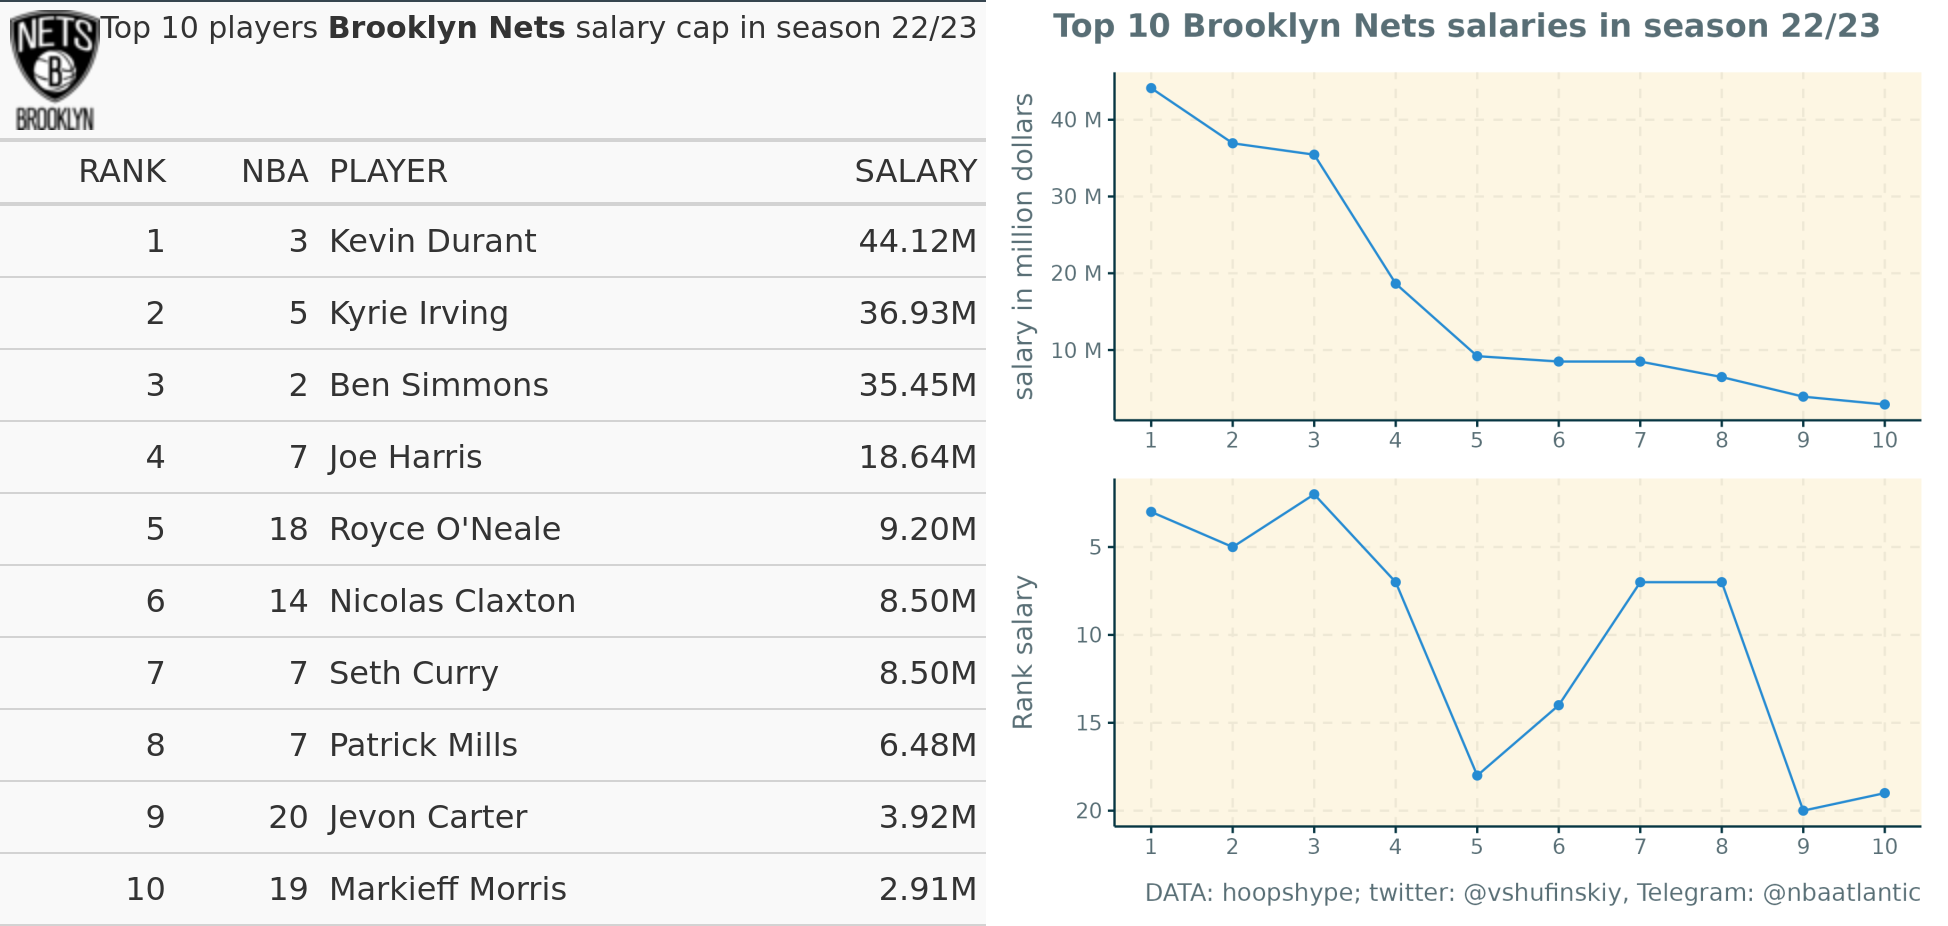 NETS
B
BROOKLYN
Top 10 players Brooklyn Nets salary cap in season 22/23
RANK NBA PLAYER SALARY
1 3 Kevin Durant 44.12M
2 5 Kyrie Irving 36.93M
3 2 Ben Simmons 35.45M
4 7 Joe Harris 18.64M
5 18 Royce O'Neale 9.20M
6 14 Nicolas Claxton 8.50M
7 7 Seth Curry 8.50M
8 7 Patrick Mills 6.48M
9 20 Jevon Carter 3.92M
10 19 Markieff Morris 2.91M
Top 10 Brooklyn Nets salaries in season 22/23
salary in million dollars
40 M
30 M
20 M
10 M
1 2 3 4 5 6 7 8 9 10
Rank salary
5
10
15
20
1 2 3 4 5 6 7 8 9 10
DATA: hoopshype; twitter: @vshufinskiy, Telegram: @nbaatlantic